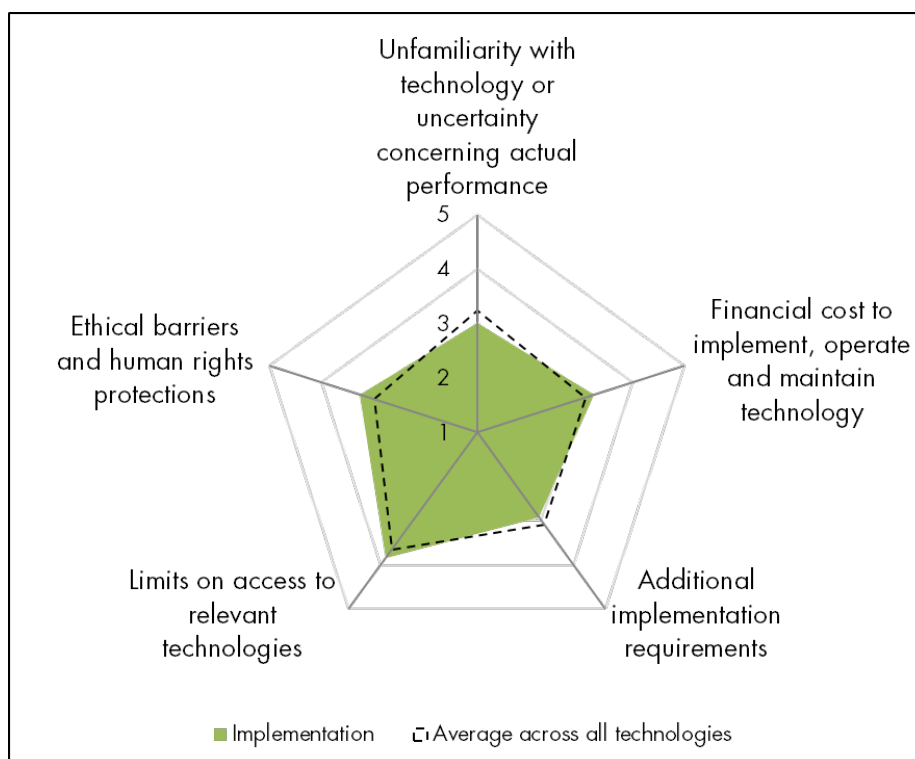 Unfamiliarity with
technology or
uncertainty
concerning actual
performance
5
4
3
2
1
Financial cost to
implement, operate
and maintain
technology
Ethical barriers
and human rights
protections
Limits on access to
relevant
technologies
Additional
implementation
requirements
Implementation
Average across all technologies